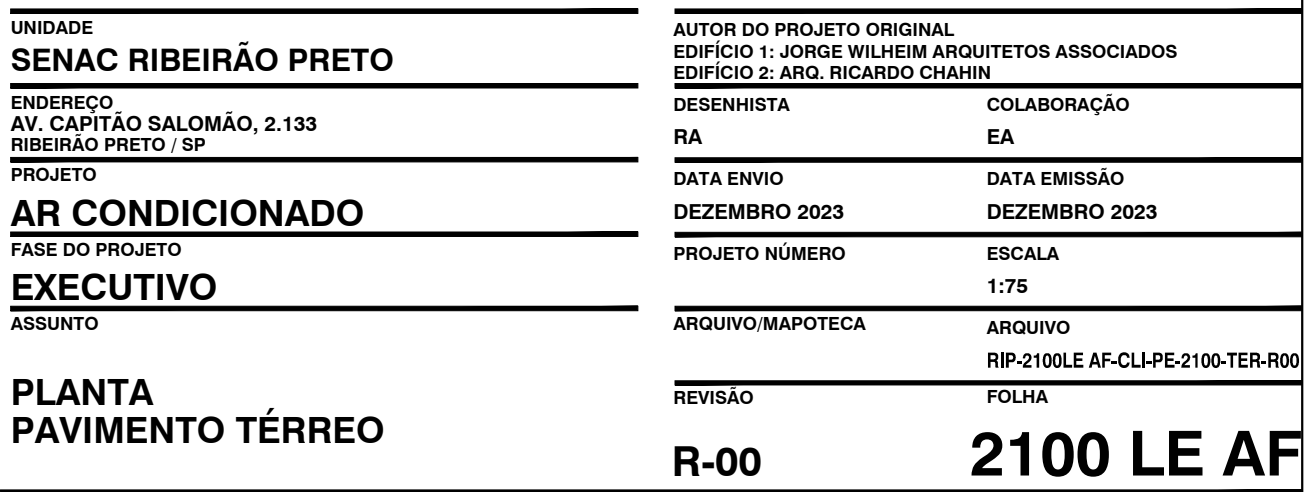 UNIDADE
SENAC RIBEIRÃO PRETO
ENDEREÇO
AV. CAPITÃO SALOMÃO, 2.133
RIBEIRÃO PRETO / SP
PROJETO
AR CONDICIONADO
FASE DO PROJETO
EXECUTIVO
ASSUNTO
PLANTA
PAVIMENTO TÉRREO
AUTOR DO PROJETO ORIGINAL
EDIFÍCIO 1: JORGE WILHEIM ARQUITETOS ASSOCIADOS
EDIFÍCIO 2: ARQ. RICARDO CHAHIN
DESENHISTA
RA
COLABORAÇÃO
EA
DATA ENVIO
DEZEMBRO 2023
DATA EMISSÃO
DEZEMBRO 2023
PROJETO NÚMERO
ESCALA
1:75
ARQUIVO/MAPOTECA
ARQUIVO
RIP-2100LE AF-CLI-PE-2100-TER-R00
REVISÃO
R-00
FOLHA
2100 LE AF